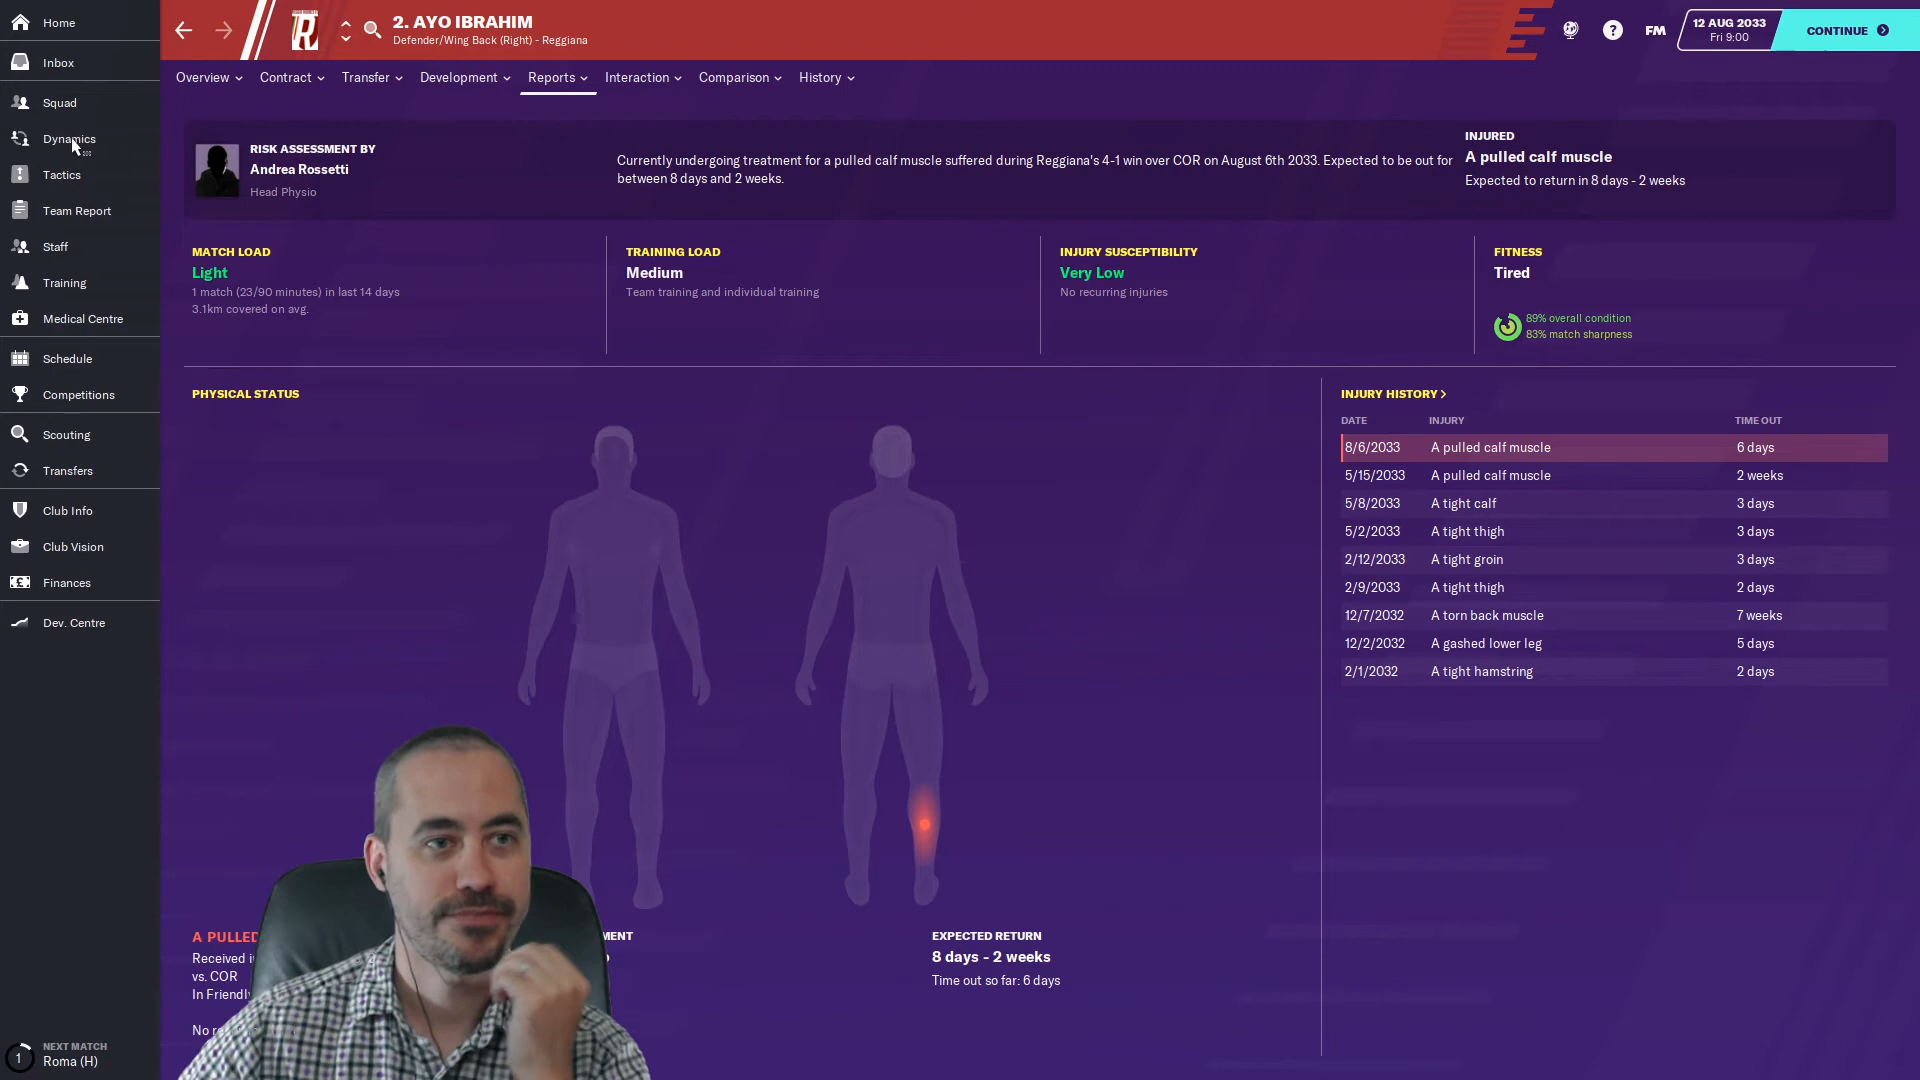 Home
Inbox
Squad
Dynamics
Tactics
Team Report
Staff
Training
Medical Centre
Schedule
Competitions
Scouting
Transfers
Club Info
Club Vision
Finances
Dev. Centre
1
NEXT MATCH
Roma (H)
R
2. AYO IBRAHIM
Defender/Wing Back (Right) - Reggiana
?
FM
12 AUG 2033
Fri 9:00
CONTINUE
Overview Contract Transfer Development Reports Interaction Comparison History
RISK ASSESSMENT BY
Andrea Rossetti
Head Physio
Currently undergoing treatment for a pulled calf muscle suffered during Reggiana's 4-1 win over COR on August 6th 2033. Expected to be out for
between 8 days and 2 weeks.
INJURED
A pulled calf muscle
Expected to return in 8 days - 2 weeks
MATCH LOAD
Light
1 match (23/90 minutes) in last 14 days
3.1km covered on avg.
TRAINING LOAD
Medium
Team training and individual training
INJURY SUSCEPTIBILITY
Very Low
No recurring injuries
FITNESS
Tired
89% overall condition
83% match sharpness
PHYSICAL STATUS
INJURY HISTORY >
DATE INJURY TIME OUT
8/6/2033 A pulled calf muscle 6 days
5/15/2033 A pulled calf muscle 2 weeks
5/8/2033 A tight calf 3 days
5/2/2033 A tight thigh 3 days
2/12/2033 A tight groin 3 days
2/9/2033 A tight thigh 2 days
12/7/2032 A torn back muscle 7 weeks
12/2/2032 A gashed lower leg 5 days
2/1/2032 A tight hamstring 2 days
A PULLED
Received
vs. COR
In Friendl
No
EXPECTED RETURN
8 days - 2 weeks
Time out so far: 6 days